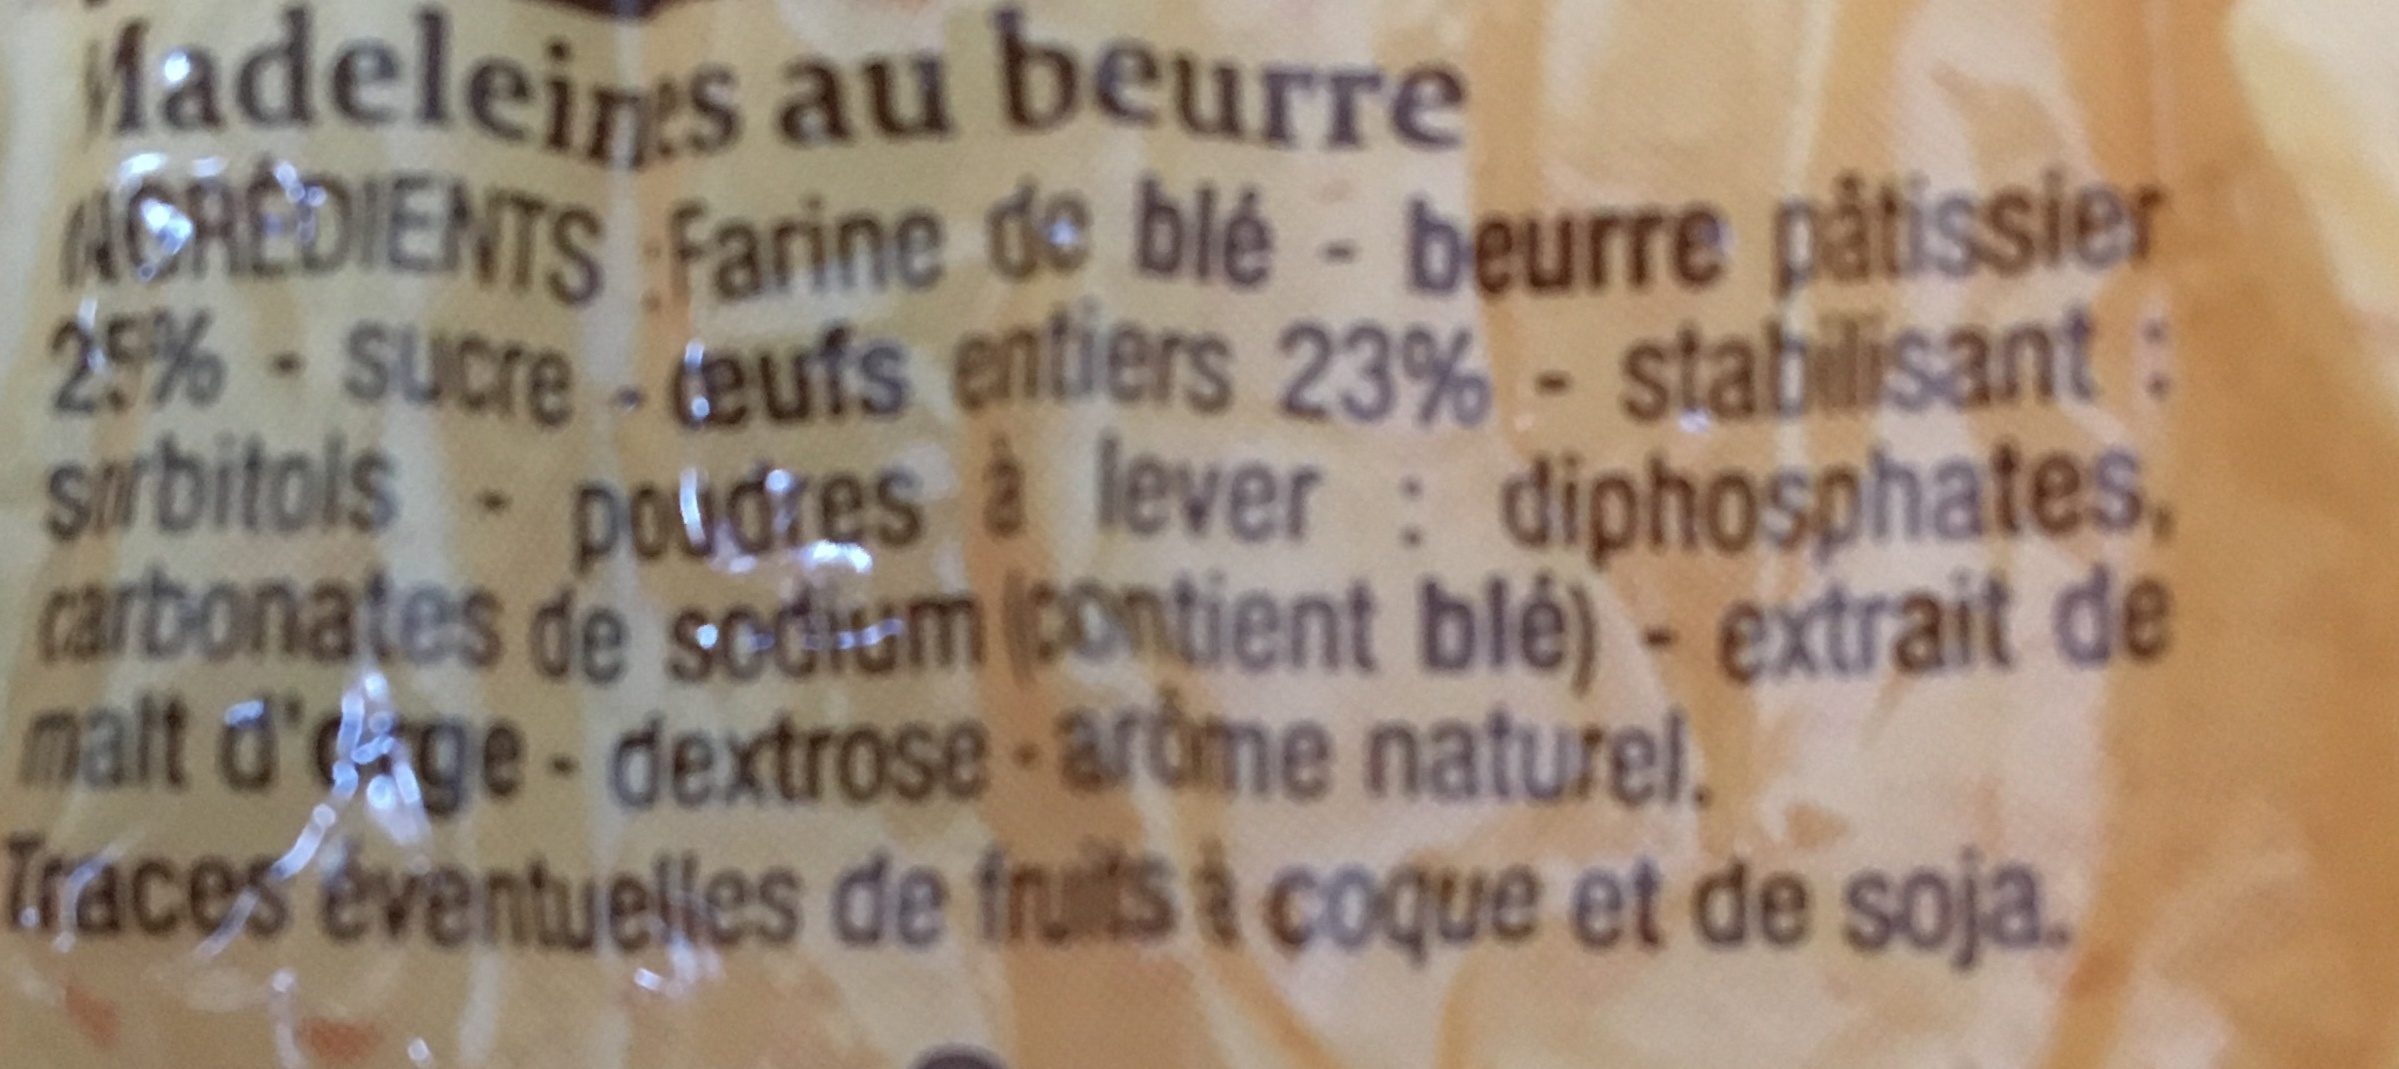 Madeleines au beurre
INGRÉDIENTS : Farine de blé - beurre pâtissier
25% - sucre - œufs entiers 23% - stabilisant :
sorbitols - poudres à lever : diphosphates,
carbonates de sodium (contient blé) - extrait de
malt d'orge - dextrose - arôme naturel.
Traces éventuelles de fruits à coque et de soja.